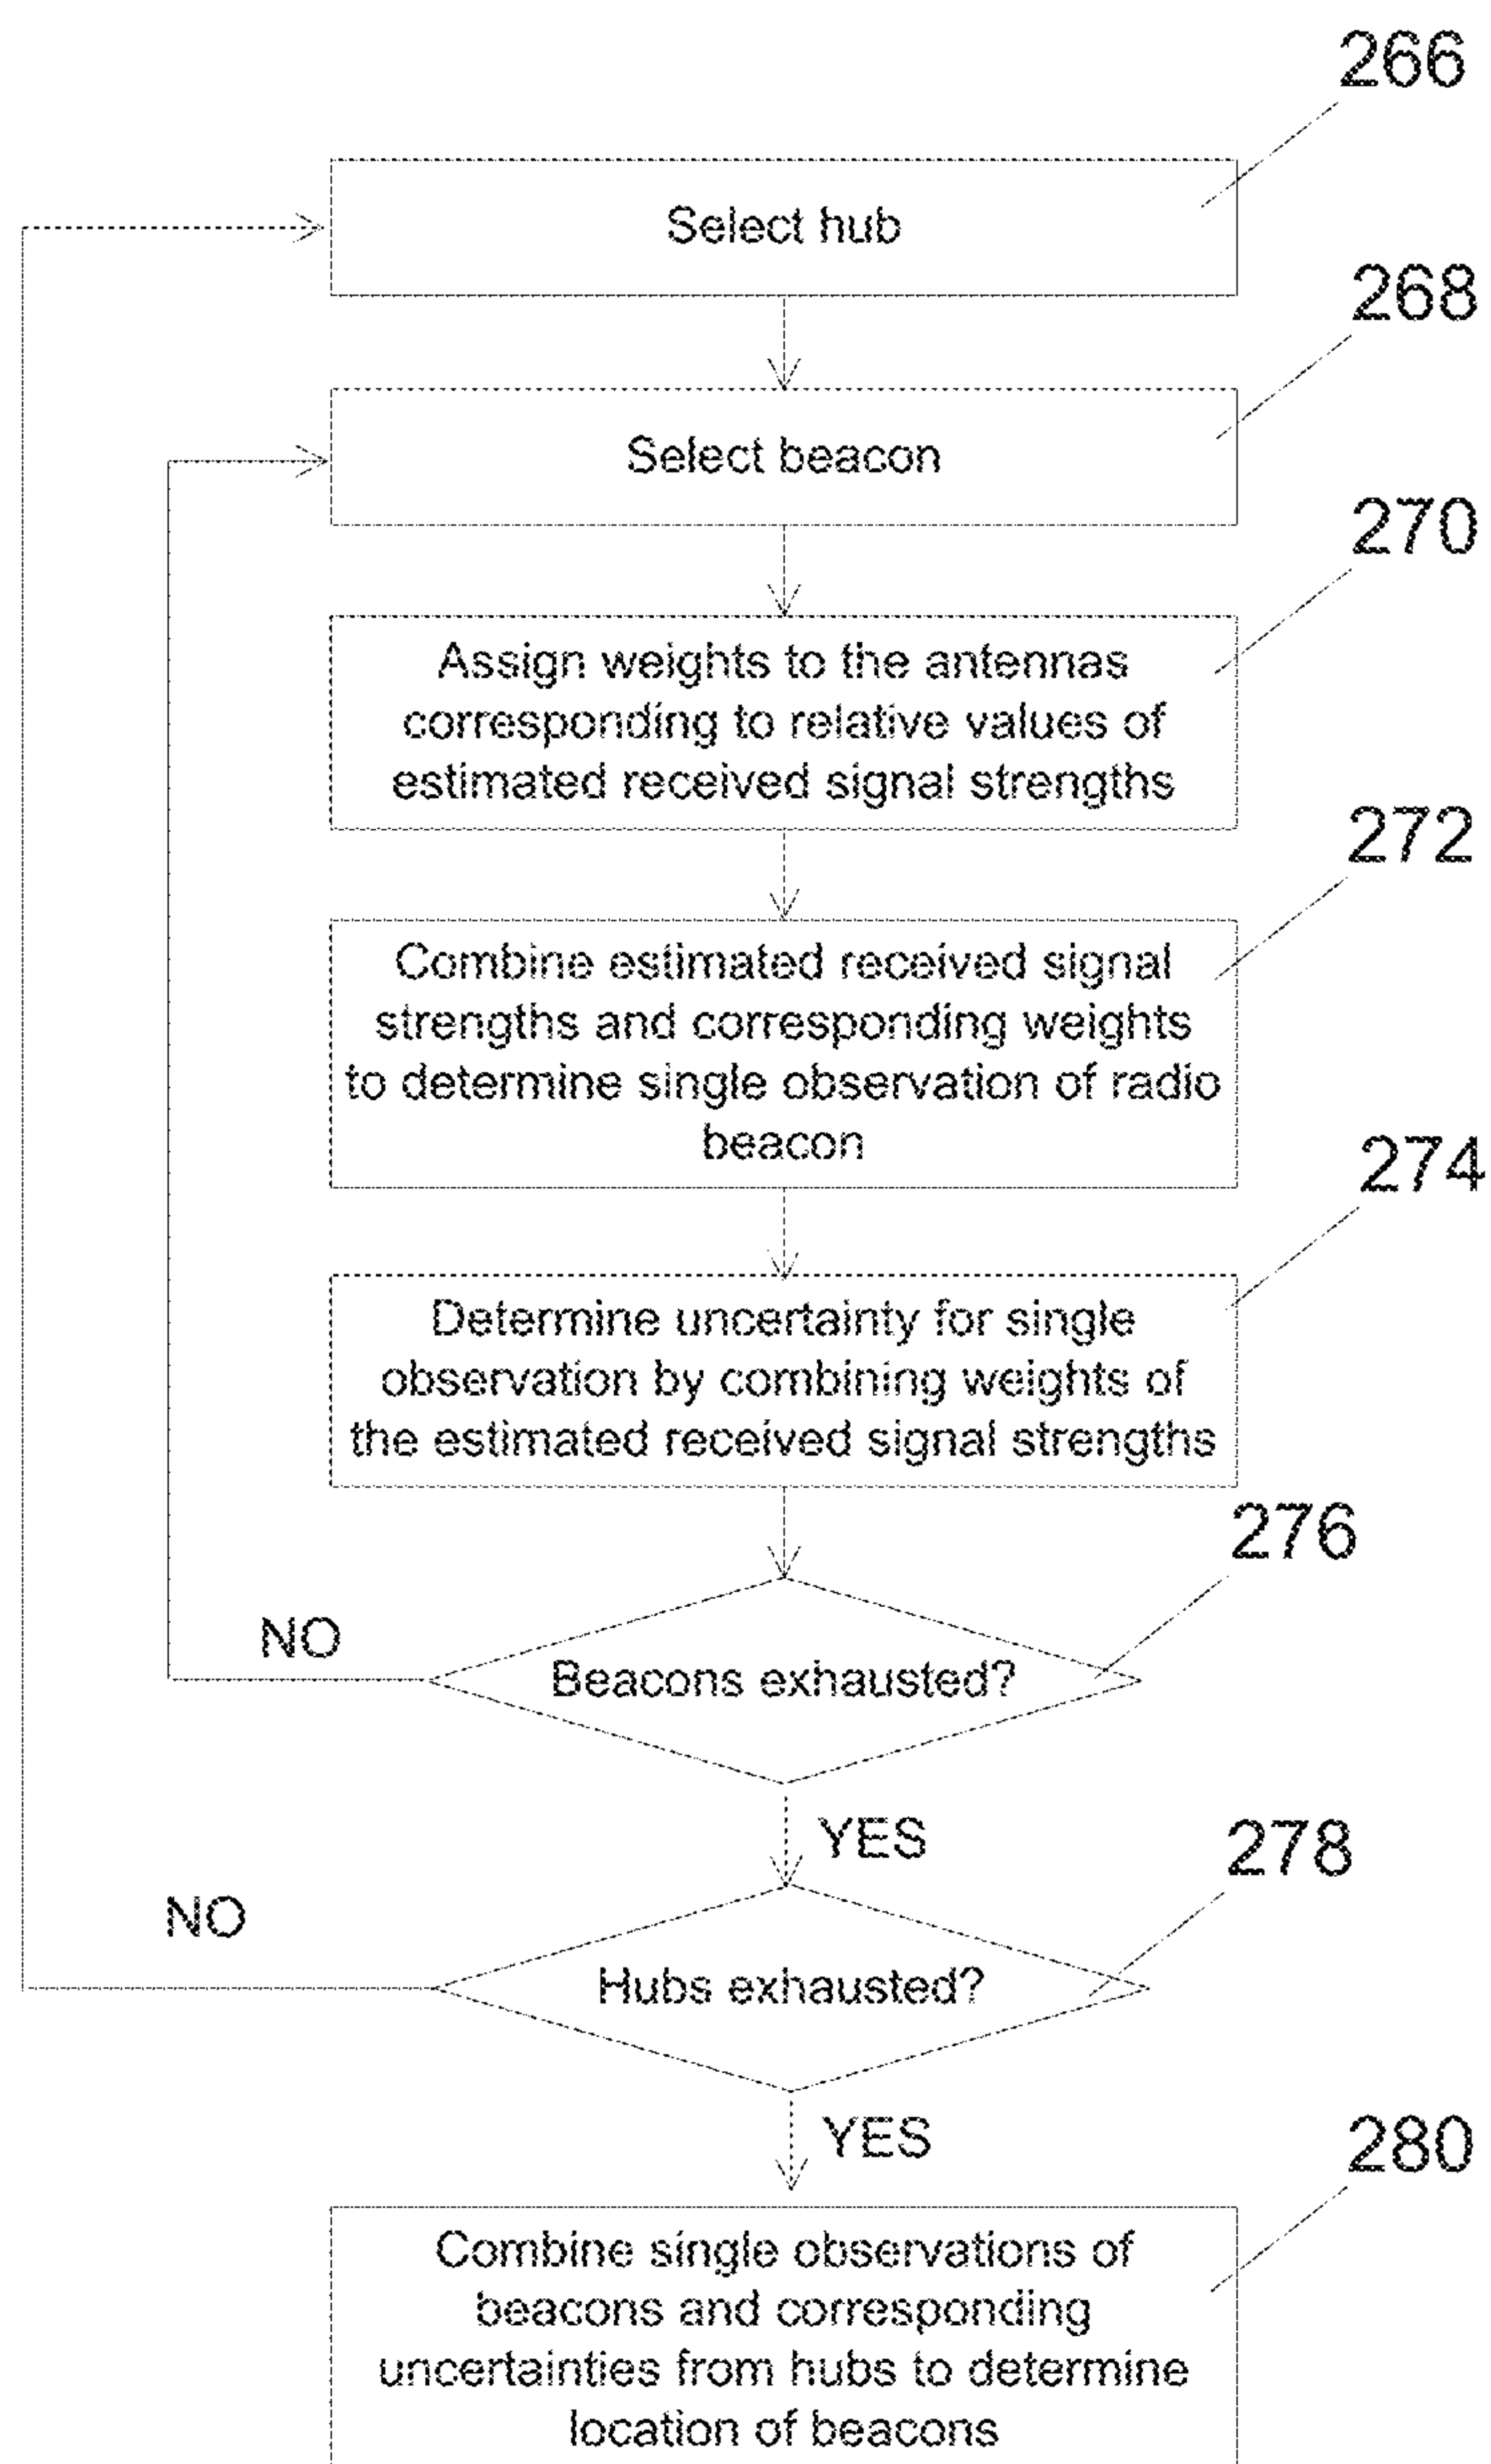 266
Select hub
268
Select beacon
270
Assign weights to the antennas
corresponding to relative values of
estimated received signal strengths
272
Combine estimated received signal
strengths and corresponding weights
to determine single observation of radio
beacon
274
Determine uncertainty for single
observation by combining weights of
the estimated received signal strengths
276
NO
Beacons exhausted?
YES
278
NO
Hubs exhausted?
YES
280
Combine single observations of
beacons and corresponding
uncertainties from hubs to determine
location of beacons